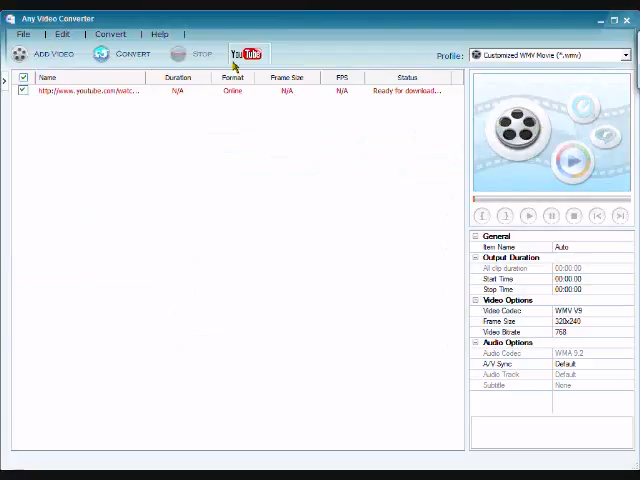 Any Video Converter
File Edit Convert Help
ADD VIDEO CONVERT STOP YouTube Profile: Customized WMV Movie (*.wmv)
Name Duration Format Frame Size FPS Status
http://www.youtube.com/watc... N/A Online N/A N/A Ready for download...
General
Item Name Auto
Output Duration
All clip duration 00:00:00
Start Time 00:00:00
Stop Time 00:00:00
Video Options
Video Codec WMV V9
Frame Size 320x240
Video Bitrate 768
Audio Options
Audio Codec WMA 9.2
A/V Sync Default
Audio Track Default
Subtitle None